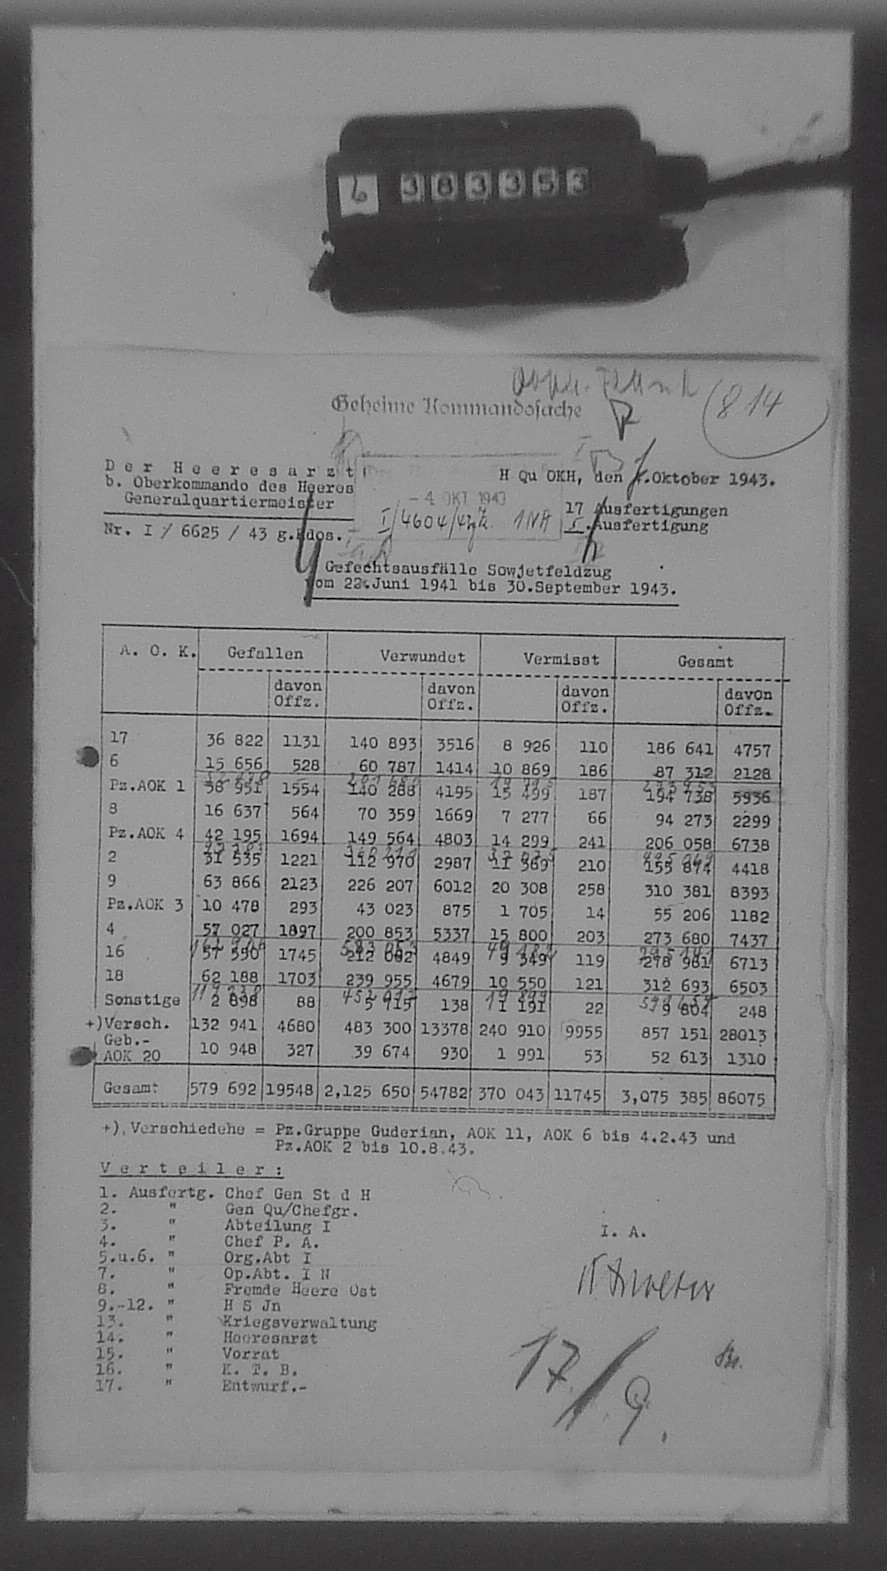 6 383353
Geheime Kommandosache
814
Der Heeresarzt
b. Oberkommando des Heeres
Generalquartiermeister
Nr. I / 6625 / 43 g.Kdos.
- 4. OKT 1943
I/4604/43
H Qu OKH, den .Oktober 1943.
17 Ausfertigungen
.Ausfertigung
Gefechtsausfälle Sowjetfeldzug
vom 22.Juni 1941 bis 30.September 1943.
A. O. K. Gefallen Verwundet Vermisst Gesamt
davon Offz. davon Offz. davon Offz. davon Offz.
17 36 822 1131 140 893 3516 8 926 110 186 641 4757
6 15 656 528 60 787 1414 10 869 186 87 312 2128
Pz.AOK 1 38 951 1554 140 288 4195 15 499 187 194 738 5936
8 16 637 564 70 359 1669 7 277 66 94 273 2299
Pz.AOK 4 42 195 1694 149 564 4803 14 299 241 206 058 6738
2 31 535 1221 112 970 2987 11 369 210 155 874 4418
9 63 866 2123 226 207 6012 20 308 258 310 381 8393
Pz.AOK 3 10 478 293 43 023 875 1 705 14 55 206 1182
4 57 027 1897 200 853 5337 15 800 203 273 680 7437
16 57 590 1745 212 082 4849 9 349 119 278 981 6713
18 62 188 1703 239 955 4679 10 550 121 312 693 6503
Sonstige 2 898 88 5 715 138 1 191 22 9 804 248
+)Versch. 132 941 4680 483 300 13378 240 910 9955 857 151 28013
Geb.-
AOK 20 10 948 327 39 674 930 1 991 53 52 613 1310
Gesamt 579 692 19548 2,125 650 54782 370 043 11745 3,075 385 86075
+) Verschiedene = Pz.Gruppe Guderian, AOK 11, AOK 6 bis 4.2.43 und
Pz.AOK 2 bis 10.8.43.
Verteiler:
1. Ausfertg. Chef Gen St d H
2. " Gen Qu/Chefgr.
3. " Abteilung I
4. " Chef P. A.
5.u.6. " Org.Abt I
7. " Op.Abt. I N
8. " Fremde Heere Ost
9.-12. " H S Jn
13. " Kriegsverwaltung
14. " Heeresarzt
15. " Vorrat
16. " K. T. B.
17. " Entwurf.-
I. A.
17/9.